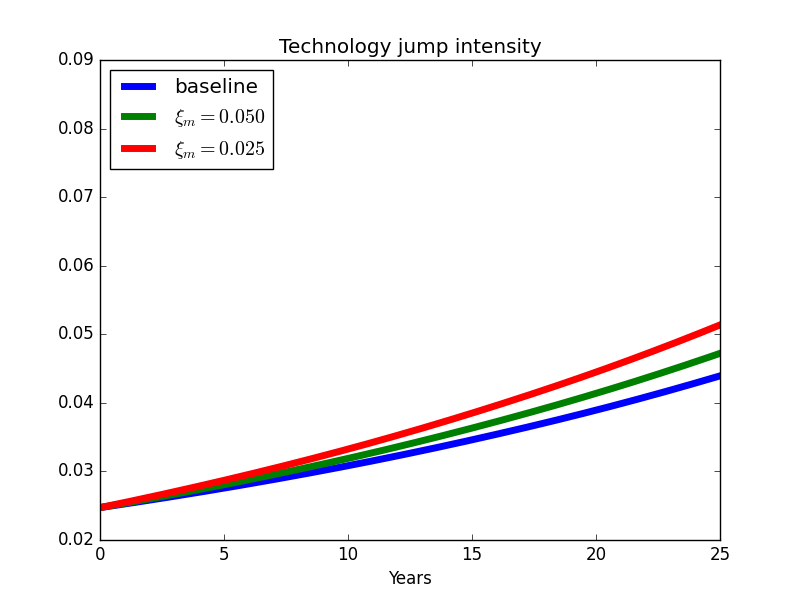 Technology jump intensity
0.09
0.08
0.07
0.06
0.05
0.04
0.03
0.02
baseline
ξm = 0.050
ξm = 0.025
0 5 10 15 20 25
Years